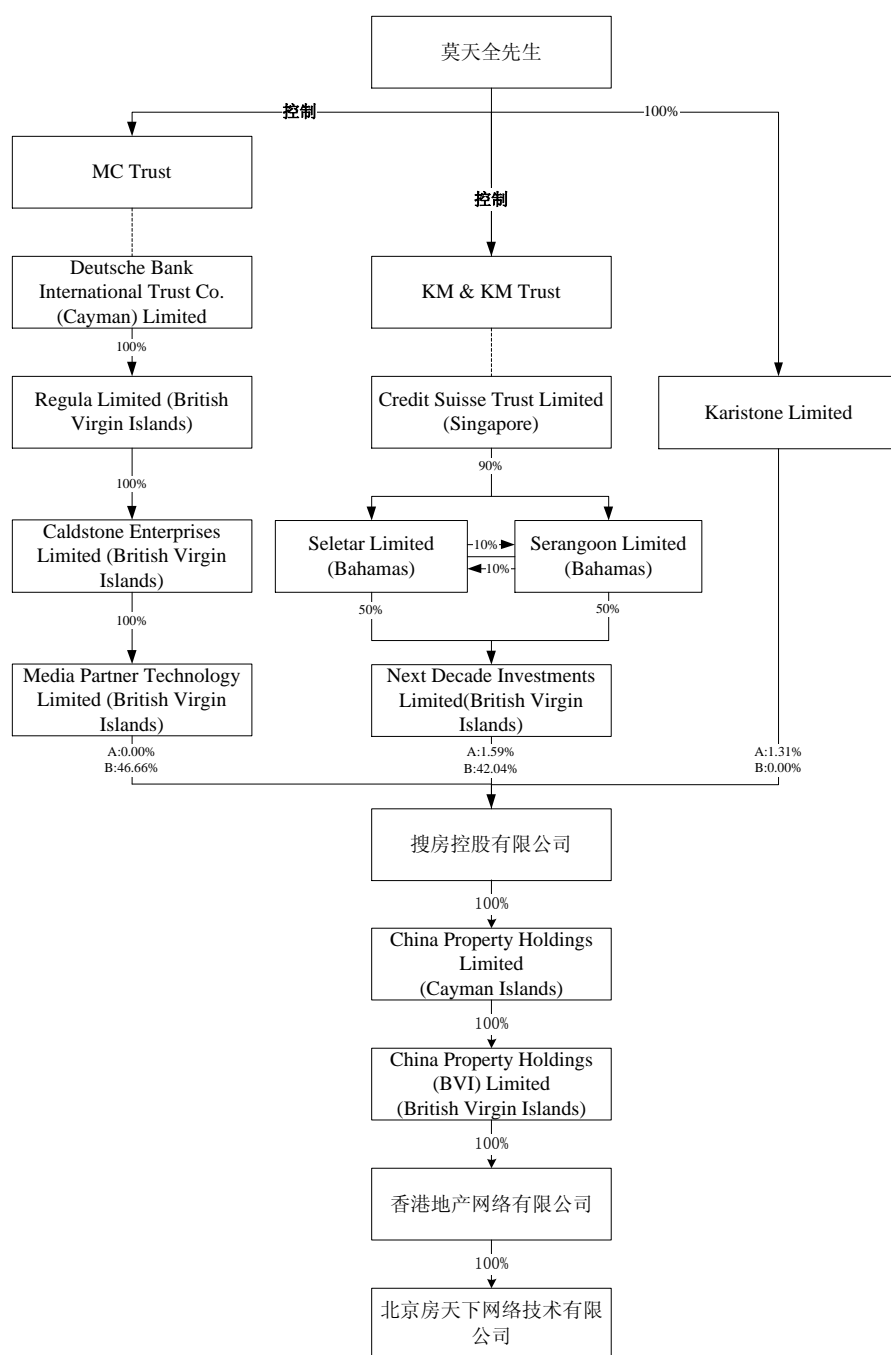 莫天全先生
控制
100%
MC Trust
控制
Deutsche Bank
International Trust Co.
(Cayman) Limited
KM & KM Trust
100%
Regula Limited (British
Virgin Islands)
Credit Suisse Trust Limited
(Singapore)
Karistone Limited
90%
100%
Caldstone Enterprises
Limited (British Virgin
Islands)
Seletar Limited
(Bahamas)
10%
10%
Serangoon Limited
(Bahamas)
50%
50%
100%
Media Partner Technology
Limited (British Virgin
Islands)
Next Decade Investments
Limited(British Virgin
Islands)
A:0.00%
B:46.66%
A:1.59%
B:42.04%
A:1.31%
B:0.00%
搜房控股有限公司
100%
China Property Holdings
Limited
(Cayman Islands)
100%
China Property Holdings
(BVI) Limited
(British Virgin Islands)
100%
香港地产网络有限公司
100%
北京房天下网络技术有限
公司